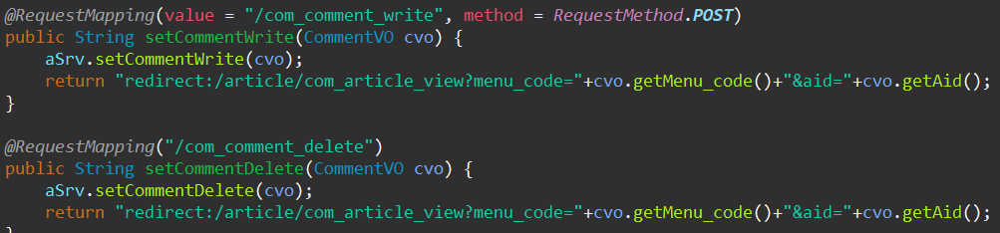 @RequestMapping(value = "/com_comment_write", method = RequestMethod.POST)
public String setCommentWrite(CommentVO cvo) {
    aSrv.setCommentWrite(cvo);
    return "redirect:/article/com_article_view?menu_code="+cvo.getMenu_code()+"&aid="+cvo.getAid();
}

@RequestMapping("/com_comment_delete")
public String setCommentDelete(CommentVO cvo) {
    aSrv.setCommentDelete(cvo);
    return "redirect:/article/com_article_view?menu_code="+cvo.getMenu_code()+"&aid="+cvo.getAid();
}